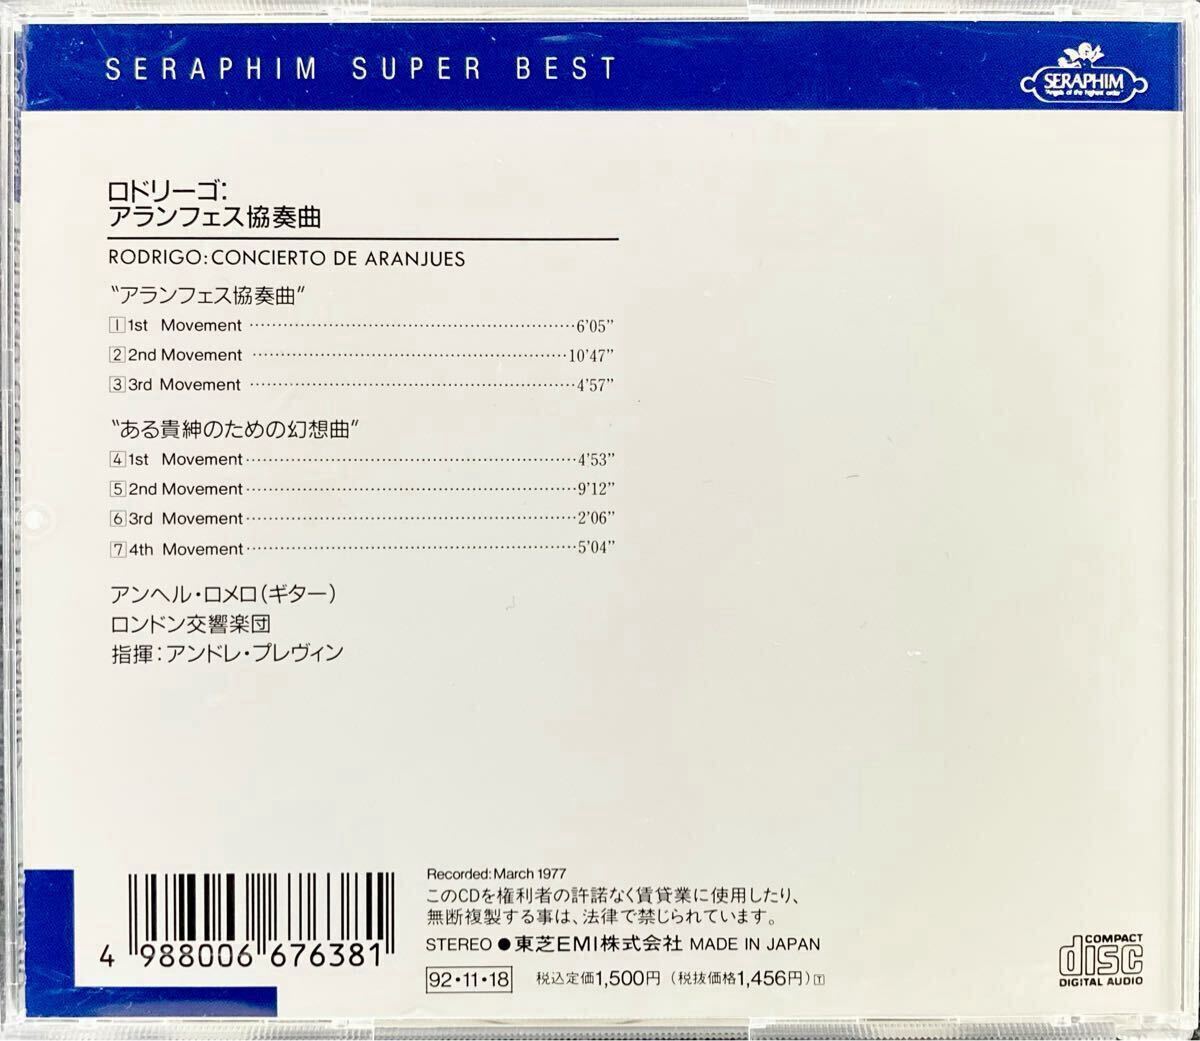 SERAPHIM SUPER BEST
SERAPHIM
"Angels of the highest order"
ロドリーゴ:
アランフェス協奏曲
RODRIGO:CONCIERTO DE ARANJUES
"アランフェス協奏曲"
1 1st Movement ……………………………………………… 6'05"
2 2nd Movement ……………………………………………… 10'47"
3 3rd Movement ……………………………………………… 4'57"
"ある貴紳のための幻想曲"
4 1st Movement ……………………………………………… 4'53"
5 2nd Movement ……………………………………………… 9'12"
6 3rd Movement ……………………………………………… 2'06"
7 4th Movement ……………………………………………… 5'04"
アンヘル・ロメロ(ギター)
ロンドン交響楽団
指揮:アンドレ・プレヴィン
Recorded: March 1977
このCDを権利者の許諾なく賃貸業に使用したり、
無断複製する事は、法律で禁じられています。
STEREO ●東芝EMI株式会社 MADE IN JAPAN
92・11・18 税込定価1,500円(税抜価格1,456円)🅃
4 988006 676381
COMPACT
disc
DIGITAL AUDIO